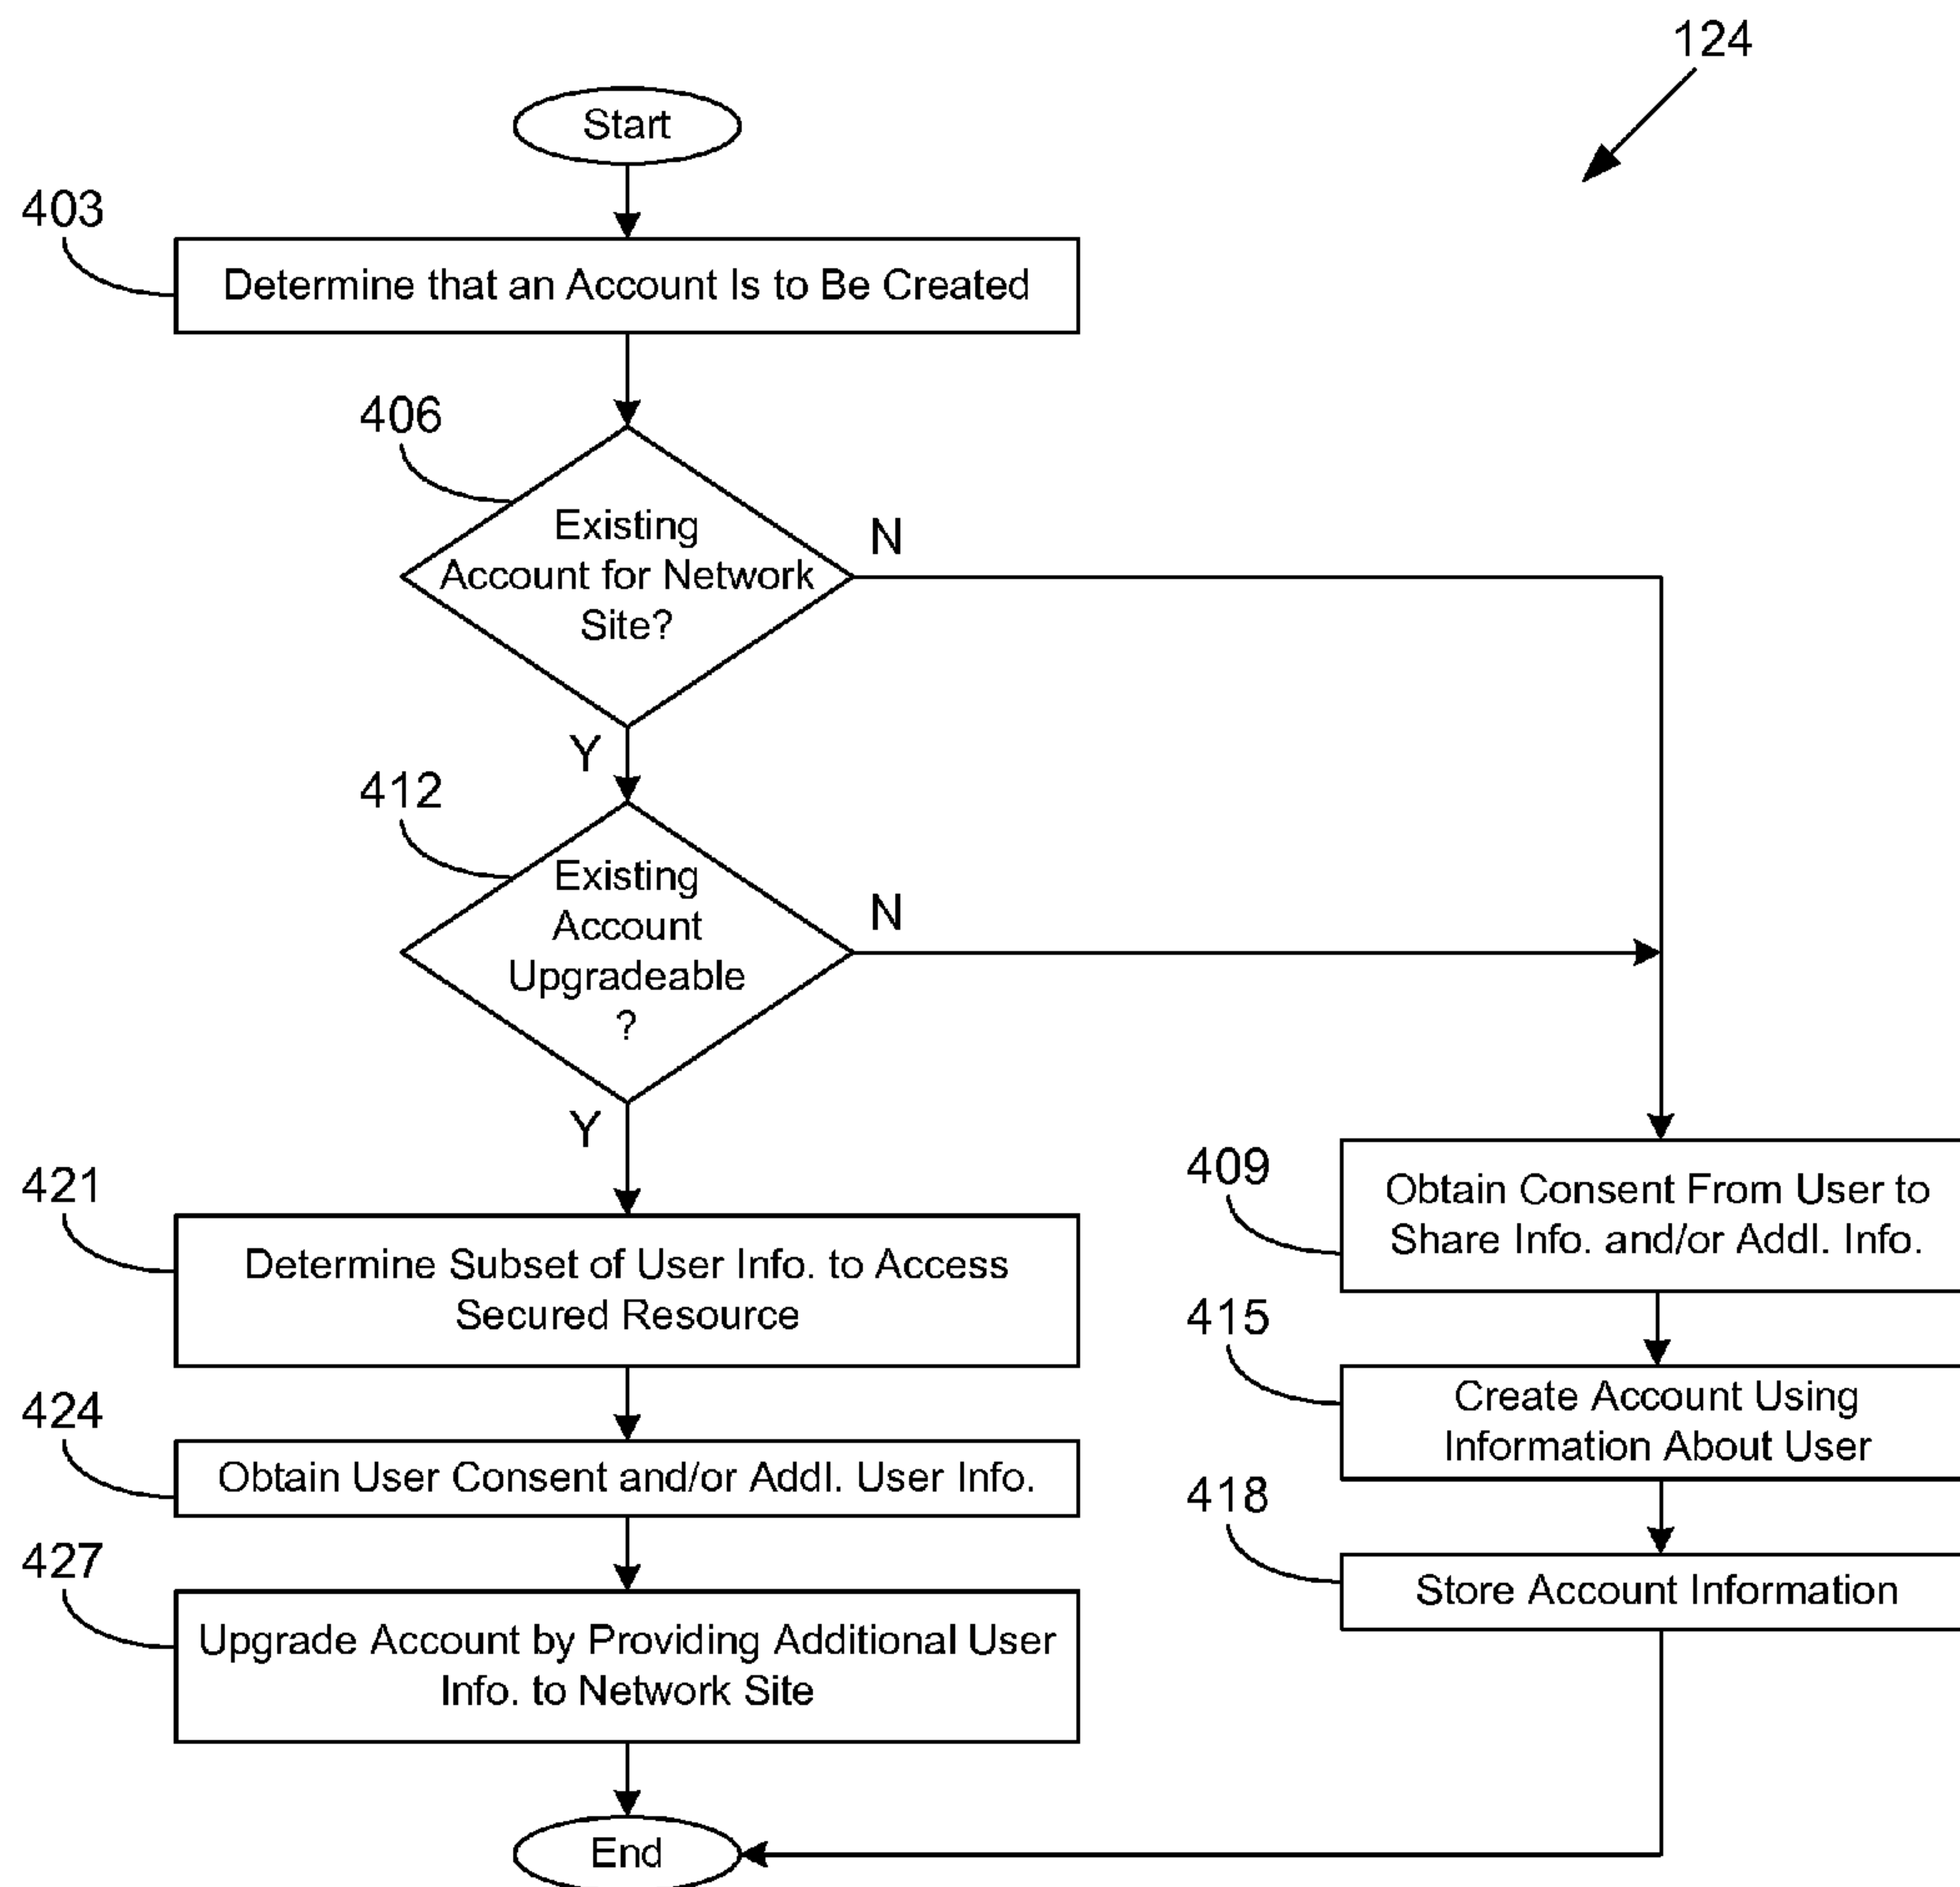 124
Start
403
Determine that an Account Is to Be Created
406
Existing
Account for Network
Site?
N
Y
412
Existing
Account
Upgradeable
?
N
Y
421
Determine Subset of User Info. to Access
Secured Resource
424
Obtain User Consent and/or Addl. User Info.
427
Upgrade Account by Providing Additional User
Info. to Network Site
409
Obtain Consent From User to
Share Info. and/or Addl. Info.
415
Create Account Using
Information About User
418
Store Account Information
End